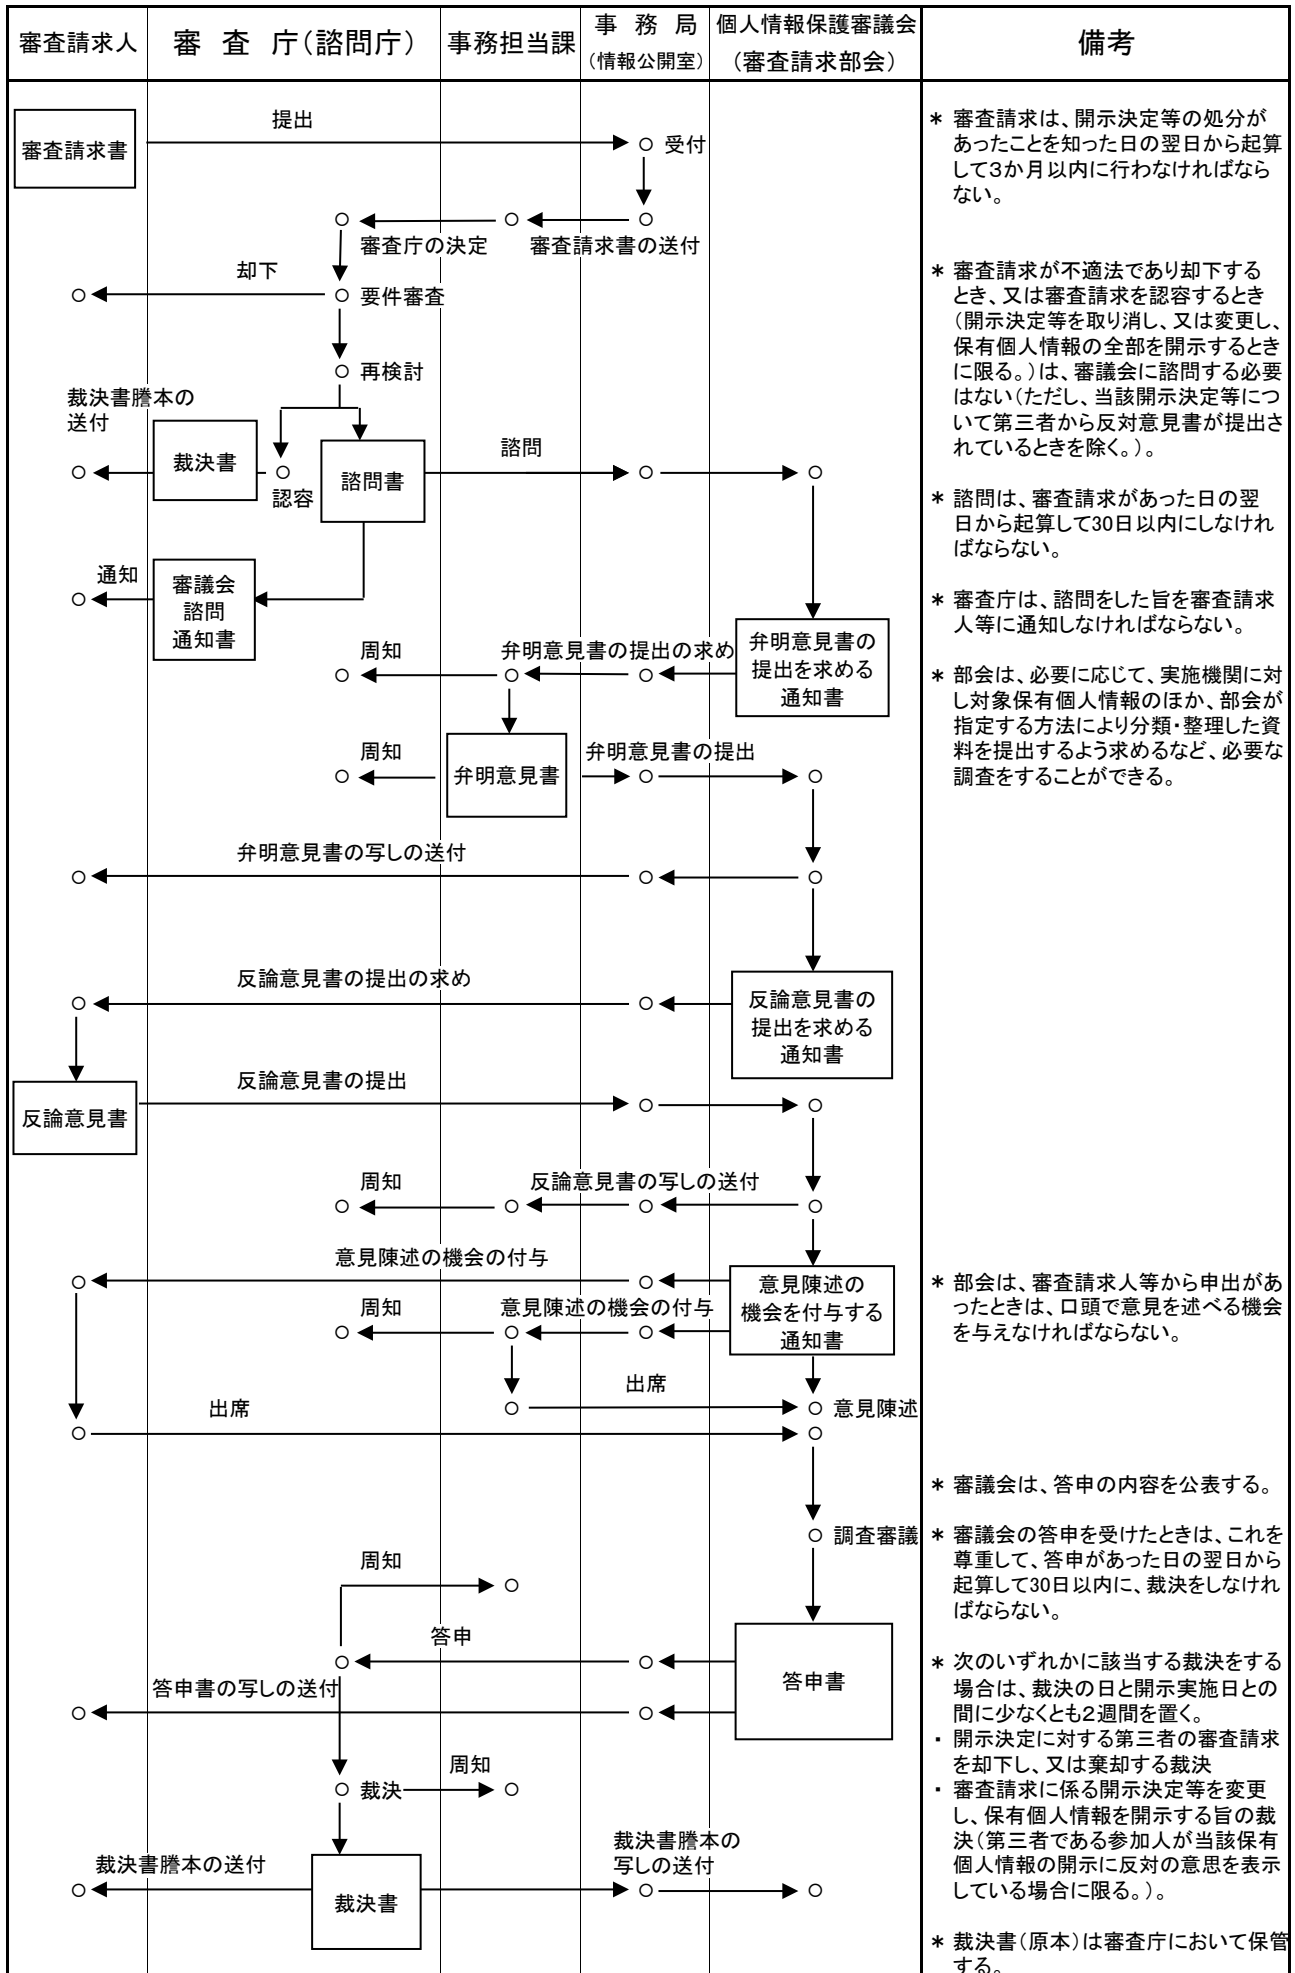 審査請求人
審　査　庁（諮問庁）
事務担当課
事　務　局
（情報公開室）
個人情報保護審議会
（審査請求部会）
備考
審査請求書
提出
受付
＊ 審査請求は、開示決定等の処分が
あったことを知った日の翌日から起算
して３か月以内に行わなければなら
ない。
審査庁の決定
審査請求書の送付
却下
要件審査
再検討
＊ 審査請求が不適法であり却下する
とき、又は審査請求を認容するとき
（開示決定等を取り消し、又は変更し、
保有個人情報の全部を開示するとき
に限る。）は、審議会に諮問する必要
はない（ただし、当該開示決定等につ
いて第三者から反対意見書が提出さ
れているときを除く。）。
裁決書謄本の
送付
裁決書
認容
諮問書
諮問
＊ 諮問は、審査請求があった日の翌
日から起算して30日以内にしなけれ
ばならない。
通知
審議会
諮問
通知書
＊ 審査庁は、諮問をした旨を審査請求
人等に通知しなければならない。
周知
弁明意見書の提出の求め
弁明意見書の
提出を求める
通知書
＊ 部会は、必要に応じて、実施機関に対
し対象保有個人情報のほか、部会が
指定する方法により分類・整理した資
料を提出するよう求めるなど、必要な
調査をすることができる。
周知
弁明意見書
弁明意見書の提出
弁明意見書の写しの送付
反論意見書の提出の求め
反論意見書の
提出を求める
通知書
反論意見書
反論意見書の提出
周知
反論意見書の写しの送付
意見陳述の機会の付与
意見陳述の
機会を付与する
通知書
周知
意見陳述の機会の付与
＊ 部会は、審査請求人等から申出があ
ったときは、口頭で意見を述べる機会
を与えなければならない。
出席
意見陳述
出席
＊ 審議会は、答申の内容を公表する。
調査審議
＊ 審議会の答申を受けたときは、これを
尊重して、答申があった日の翌日から
起算して30日以内に、裁決をしなけれ
ばならない。
周知
答申
答申書
答申書の写しの送付
＊ 次のいずれかに該当する裁決をする
場合は、裁決の日と開示実施日との
間に少なくとも２週間を置く。
・ 開示決定に対する第三者の審査請求
を却下し、又は棄却する裁決
・ 審査請求に係る開示決定等を変更
し、保有個人情報を開示する旨の裁
決（第三者である参加人が当該保有
個人情報の開示に反対の意思を表示
している場合に限る。）。
裁決
周知
裁決書謄本の送付
裁決書
裁決書謄本の
写しの送付
＊ 裁決書（原本）は審査庁において保管
する。